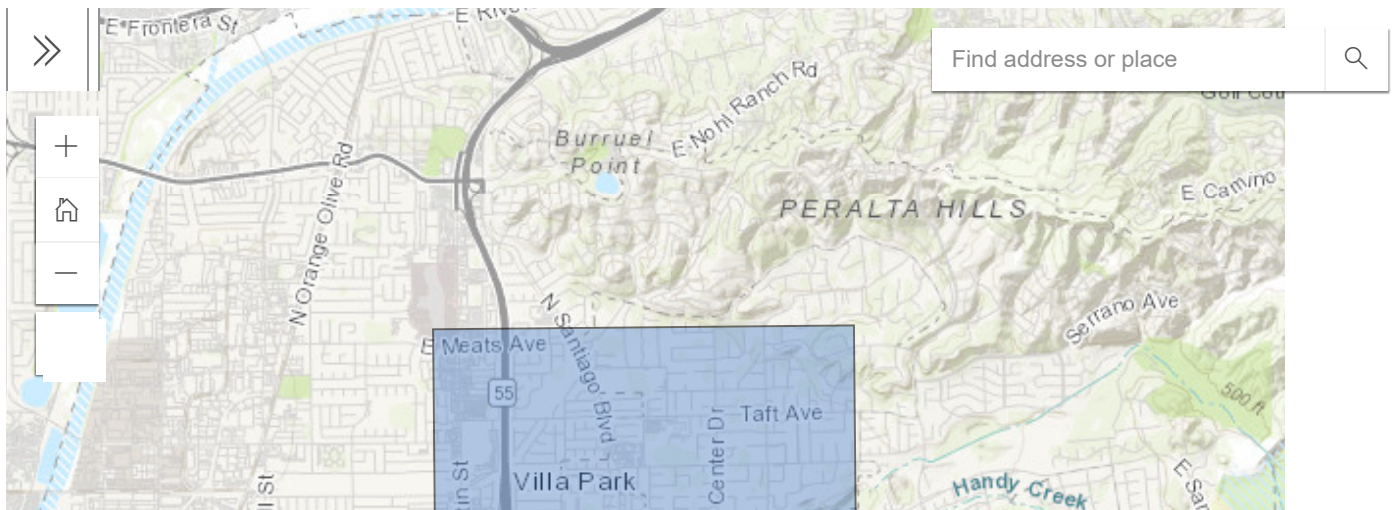 E Frontera St
Find address or place
E Nohl Ranch Rd
Burruel
Point
N Orange Olive Rd
E Camino
PERALTA HILLS
Serrano Ave
N Santiago Blvd
E Meats Ave
55
500 ft
Taft Ave
Center Dr
Villa Park
Handy Creek